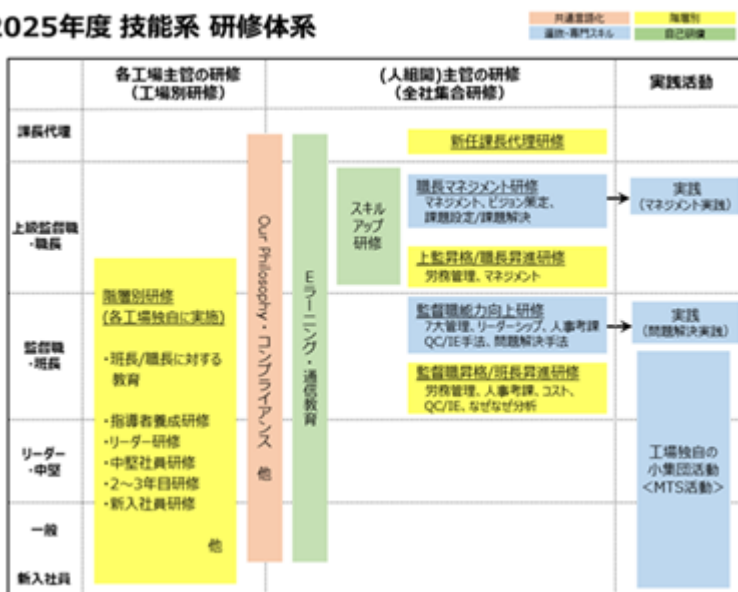 2025年度 技能系 研修体系
共通言語化
階層別
選抜・専門スキル
自己研鑽
各工場主管の研修
(工場別研修)
(人組開)主管の研修
(全社集合研修)
実践活動
課長代理
上級監督職
・職長
監督職
・班長
リーダー
・中堅
一般
新入社員
階層別研修
(各工場独自に実施)
・班長/職長に対する
教育
・指導者養成研修
・リーダー研修
・中堅社員研修
・2～3年目研修
・新入社員研修
他
Our Philosophy・コンプライアンス 他
Eラーニング・通信教育
スキル
アップ
研修
新任課長代理研修
職長マネジメント研修
マネジメント、ビジョン策定、
課題設定/課題解決
上監昇格/職長昇進研修
労務管理、マネジメント
監督職能力向上研修
7大管理、リーダーシップ、人事考課
QC/IE手法、問題解決手法
監督職昇格/班長昇進研修
労務管理、人事考課、コスト、
QC/IE、なぜなぜ分析
実践
(マネジメント実践)
実践
(問題解決実践)
工場独自の
小集団活動
<MTS活動>